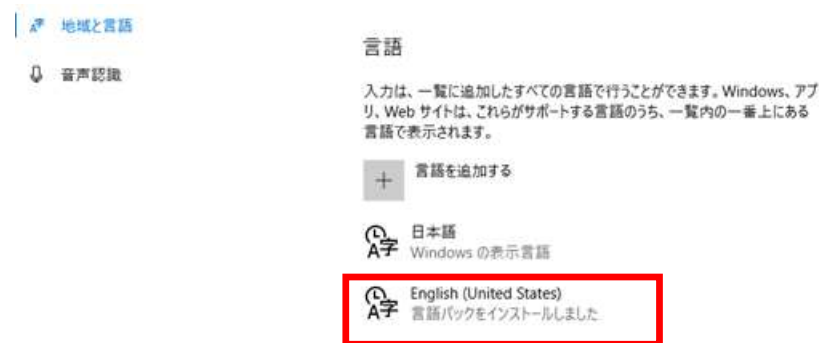 地域と言語
音声認識
言語
入力は、一覧に追加したすべての言語で行うことができます。Windows、アプ
リ、Web サイトは、これらがサポートする言語のうち、一覧内の一番上にある
言語で表示されます。
言語を追加する
日本語
Windows の表示言語
English (United States)
言語パックをインストールしました